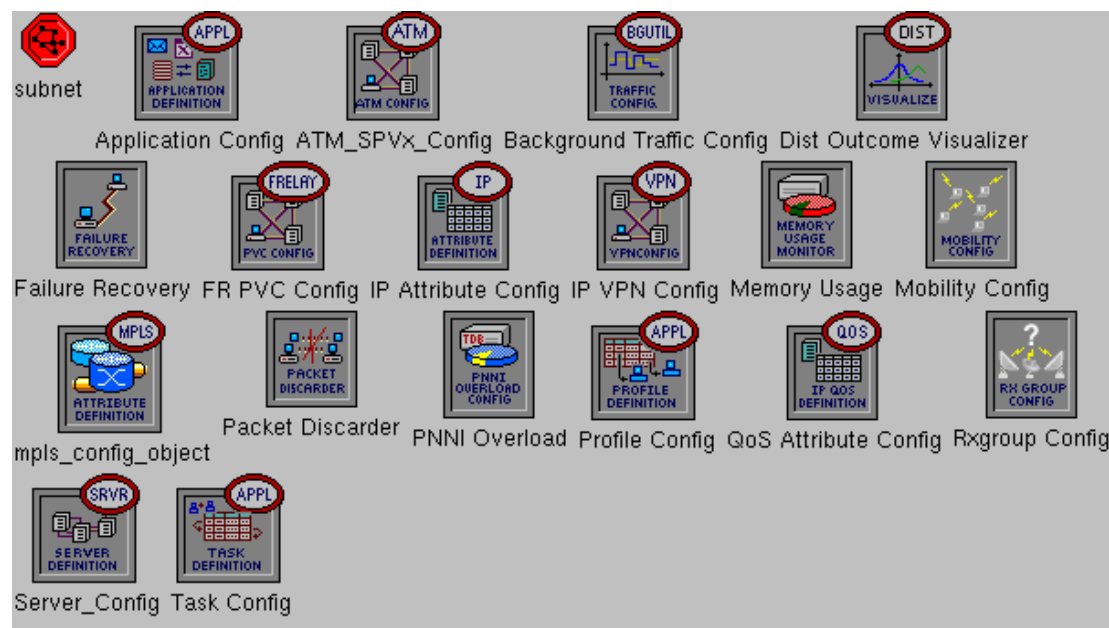 APPL
ATM
BGUTIL
DIST
APPLICATION
DEFINITION
ATM CONFIG
TRAFFIC
CONFIG.
VISUALIZE
subnet
Application Config
ATM_SPVx_Config
Background Traffic Config
Dist Outcome Visualizer
FRELAY
IP
VPN
FAILURE
RECOVERY
PVC CONFIG
ATTRIBUTE
DEFINITION
VPNCONFIG
MEMORY
USAGE
MONITOR
MOBILITY
CONFIG
Failure Recovery
FR PVC Config
IP Attribute Config
IP VPN Config
Memory Usage
Mobility Config
MPLS
TDB
APPL
QOS
?
ATTRIBUTE
DEFINITION
PACKET
DISCARDER
PNNI
OVERLOAD
CONFIG
PROFILE
DEFINITION
IP QOS
DEFINITION
RX GROUP
CONFIG
mpls_config_object
Packet Discarder
PNNI Overload
Profile Config
QoS Attribute Config
Rxgroup Config
SRVR
APPL
SERVER
DEFINITION
TASK
DEFINITION
Server_Config
Task Config